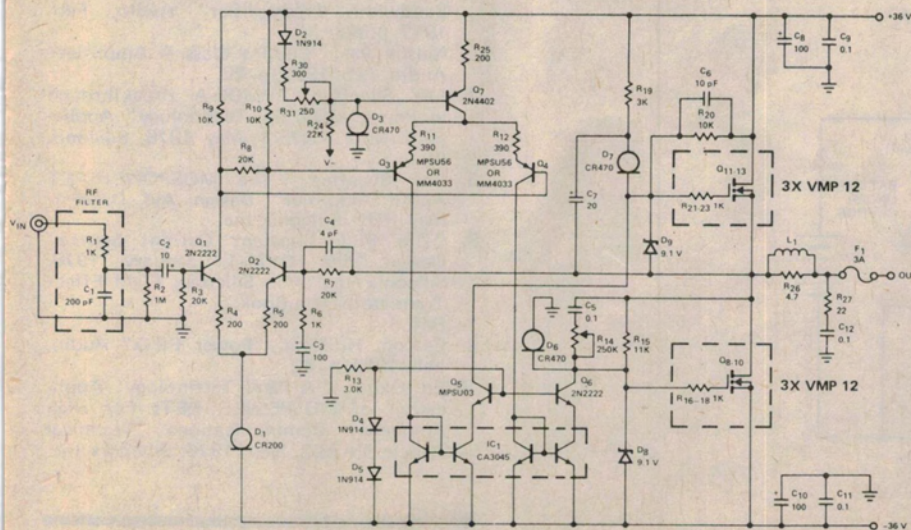 +36 V
D2
1N914
R30
300
R31 250
R24
22K
V-
D3
CR470
R25
200
Q7
2N4402
R9
10K
R10
10K
R8
20K
R11
390
R12
390
Q3
MPSU56
OR
MM4033
MPSU56
OR
MM4033
Q4
R19
3K
D7
CR470
C7
20
C6
10 pF
R20
10K
C8
100
C9
0.1
Q11-13
R21-23 1K
3X VMP 12
D9
9.1 V
RF
FILTER
VIN
R1
1K
C1
200 pF
C2
10
R2
1M
R3
20K
Q1
2N2222
Q2
2N2222
R4
200
R5
200
C4
4 pF
R7
20K
R6
1K
C3
100
L1
R26
4.7
F1
3A
OU
R27
22
C12
0.1
C5
0.1
D6
CR470
R14
250K
R15
11K
Q8-10
R16-18 1K
3X VMP 12
R13
3.0K
D4
1N914
D5
1N914
Q5
MPSU03
Q6
2N2222
IC1
CA3045
D1
CR200
D8
9.1 V
C10
100
C11
0.1
-36 V